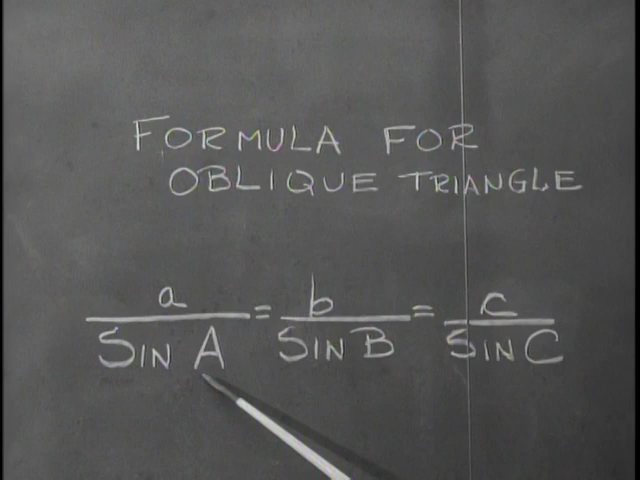 FORMULA FOR
OBLIQUE TRIANGLE
a = b = c
SIN A SIN B SIN C